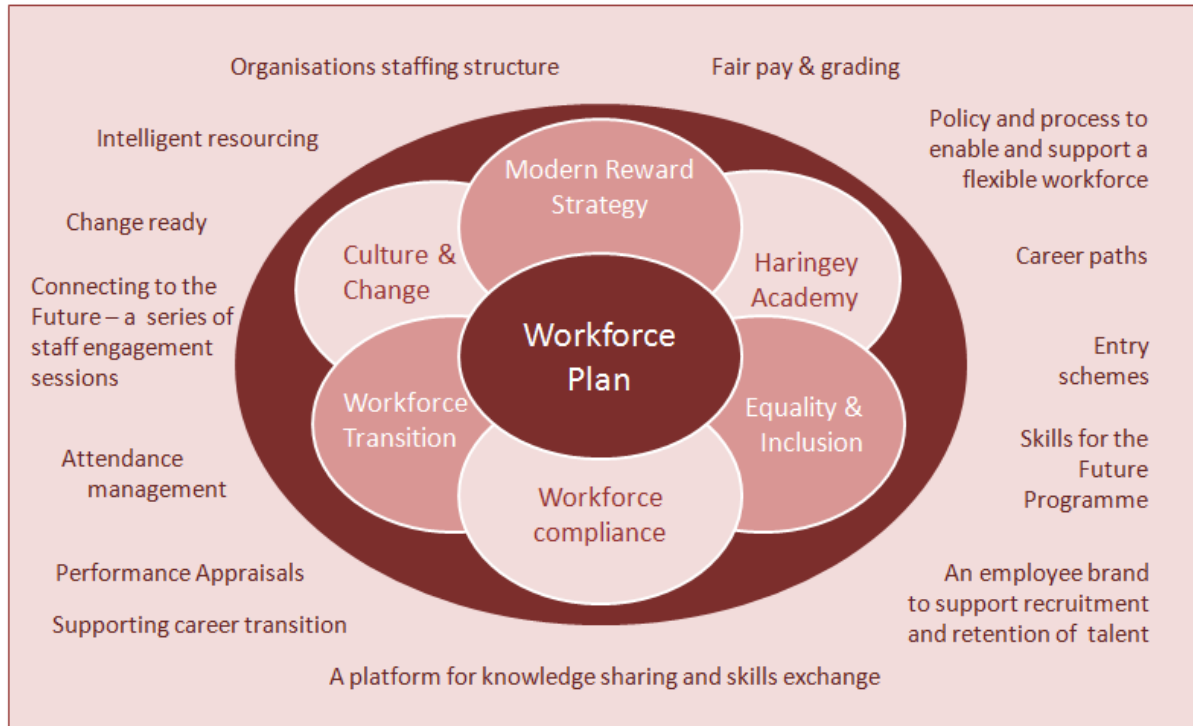 Organisations staffing structure
Fair pay & grading
Intelligent resourcing
Policy and process to
enable and support a
flexible workforce
Change ready
Career paths
Connecting to the
Future – a series of
staff engagement
sessions
Entry
schemes
Attendance
management
Skills for the
Future
Programme
Performance Appraisals
An employee brand
to support recruitment
and retention of talent
Supporting career transition
A platform for knowledge sharing and skills exchange
Modern Reward
Strategy
Culture &
Change
Haringey
Academy
Workforce
Plan
Workforce
Transition
Equality &
Inclusion
Workforce
compliance